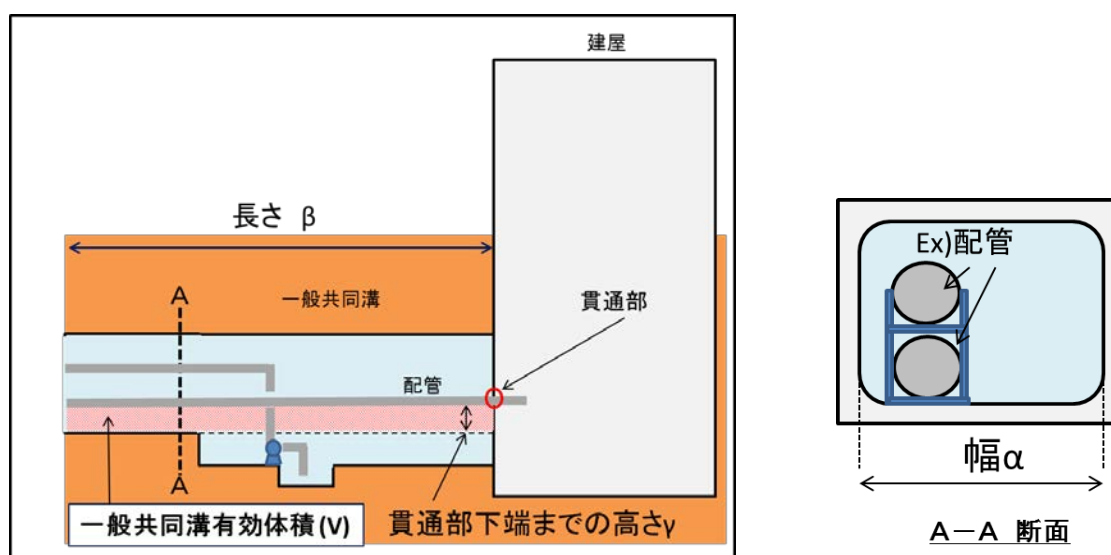 建屋
長さ β
A
一般共同溝
貫通部
配管
A
一般共同溝有効体積(V)
貫通部下端までの高さγ
Ex)配管
幅α
A－A 断面